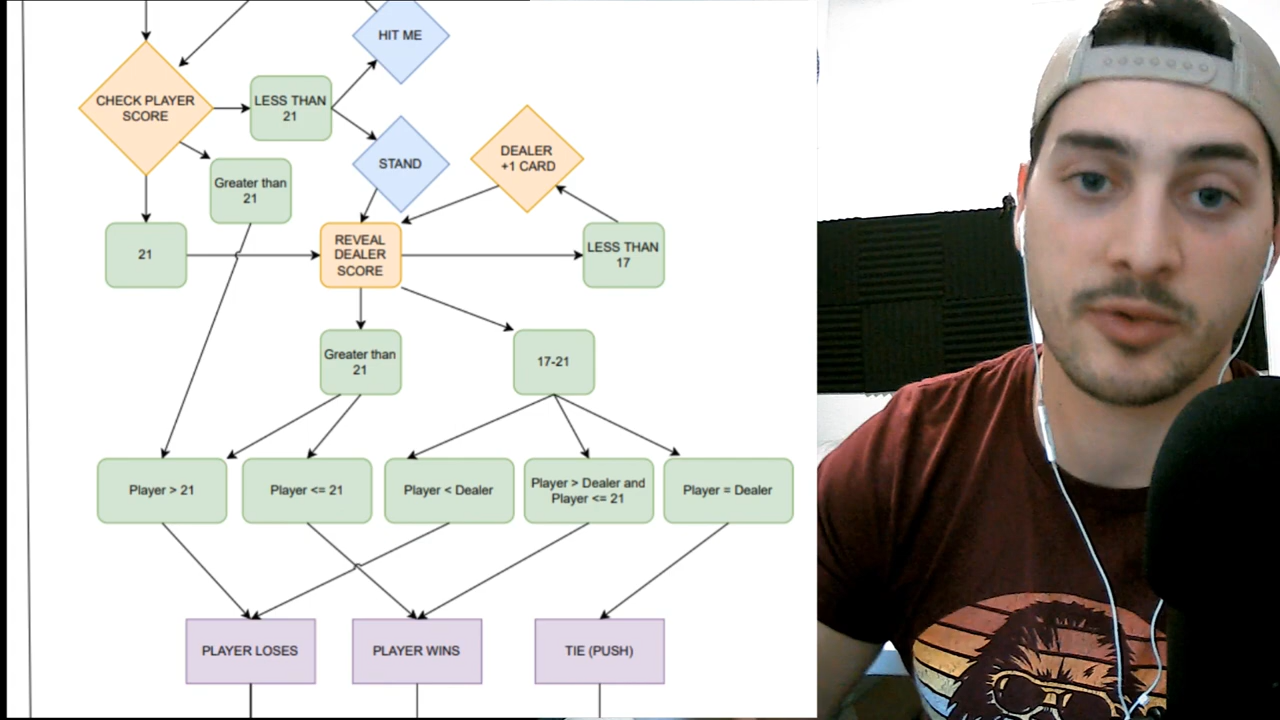 HIT ME
CHECK PLAYER
SCORE
LESS THAN
21
STAND
DEALER
+1 CARD
Greater than
21
21
REVEAL
DEALER
SCORE
LESS THAN
17
Greater than
21
17-21
Player > 21
Player <= 21
Player < Dealer
Player > Dealer and
Player <= 21
Player = Dealer
PLAYER LOSES
PLAYER WINS
TIE (PUSH)